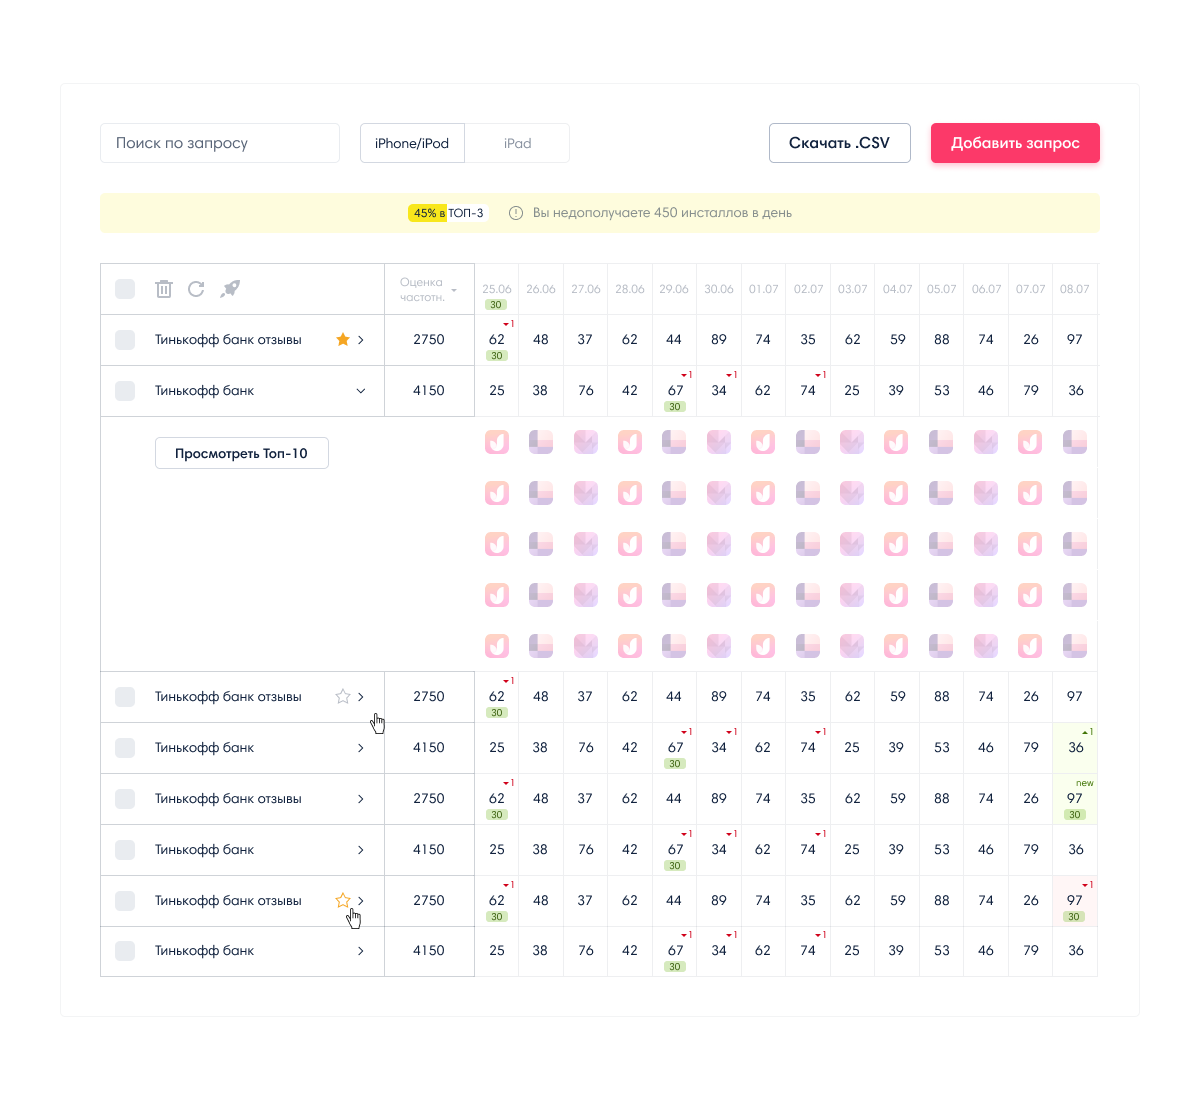 Поиск по запросу
iPhone/iPod
iPad
Скачать .CSV
Добавить запрос
45% в ТОП-3
Вы недополучаете 450 инсталлов в день
Оценка
частотн.
25.06 26.06 27.06 28.06 29.06 30.06 01.07 02.07 03.07 04.07 05.07 06.07 07.07 08.07
30
1
Тинькофф банк отзывы 2750 62 48 37 62 44 89 74 35 62 59 88 74 26 97
30
1 1 1
Тинькофф банк 4150 25 38 76 42 67 34 62 74 25 39 53 46 79 36
30
Просмотреть Топ-10
1
Тинькофф банк отзывы 2750 62 48 37 62 44 89 74 35 62 59 88 74 26 97
30
1 1 1 1
Тинькофф банк 4150 25 38 76 42 67 34 62 74 25 39 53 46 79 36
30
1 new
Тинькофф банк отзывы 2750 62 48 37 62 44 89 74 35 62 59 88 74 26 97
30 30
1 1 1
Тинькофф банк 4150 25 38 76 42 67 34 62 74 25 39 53 46 79 36
30
1 1
Тинькофф банк отзывы 2750 62 48 37 62 44 89 74 35 62 59 88 74 26 97
30 30
1 1 1
Тинькофф банк 4150 25 38 76 42 67 34 62 74 25 39 53 46 79 36
30